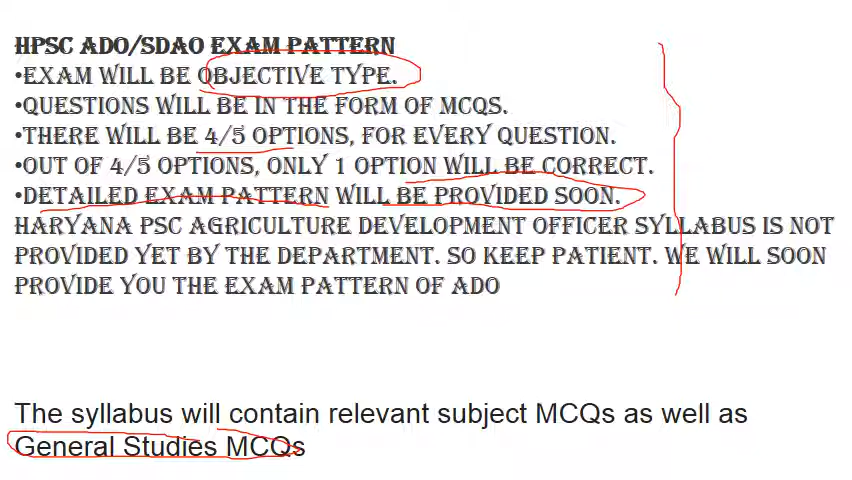 HPSC ADO/SDAO EXAM PATTERN
•EXAM WILL BE OBJECTIVE TYPE.
•QUESTIONS WILL BE IN THE FORM OF MCQS.
•THERE WILL BE 4/5 OPTIONS, FOR EVERY QUESTION.
•OUT OF 4/5 OPTIONS, ONLY 1 OPTION WILL BE CORRECT.
•DETAILED EXAM PATTERN WILL BE PROVIDED SOON.
HARYANA PSC AGRICULTURE DEVELOPMENT OFFICER SYLLABUS IS NOT
PROVIDED YET BY THE DEPARTMENT. SO KEEP PATIENT. WE WILL SOON
PROVIDE YOU THE EXAM PATTERN OF ADO
The syllabus will contain relevant subject MCQs as well as
General Studies MCQs